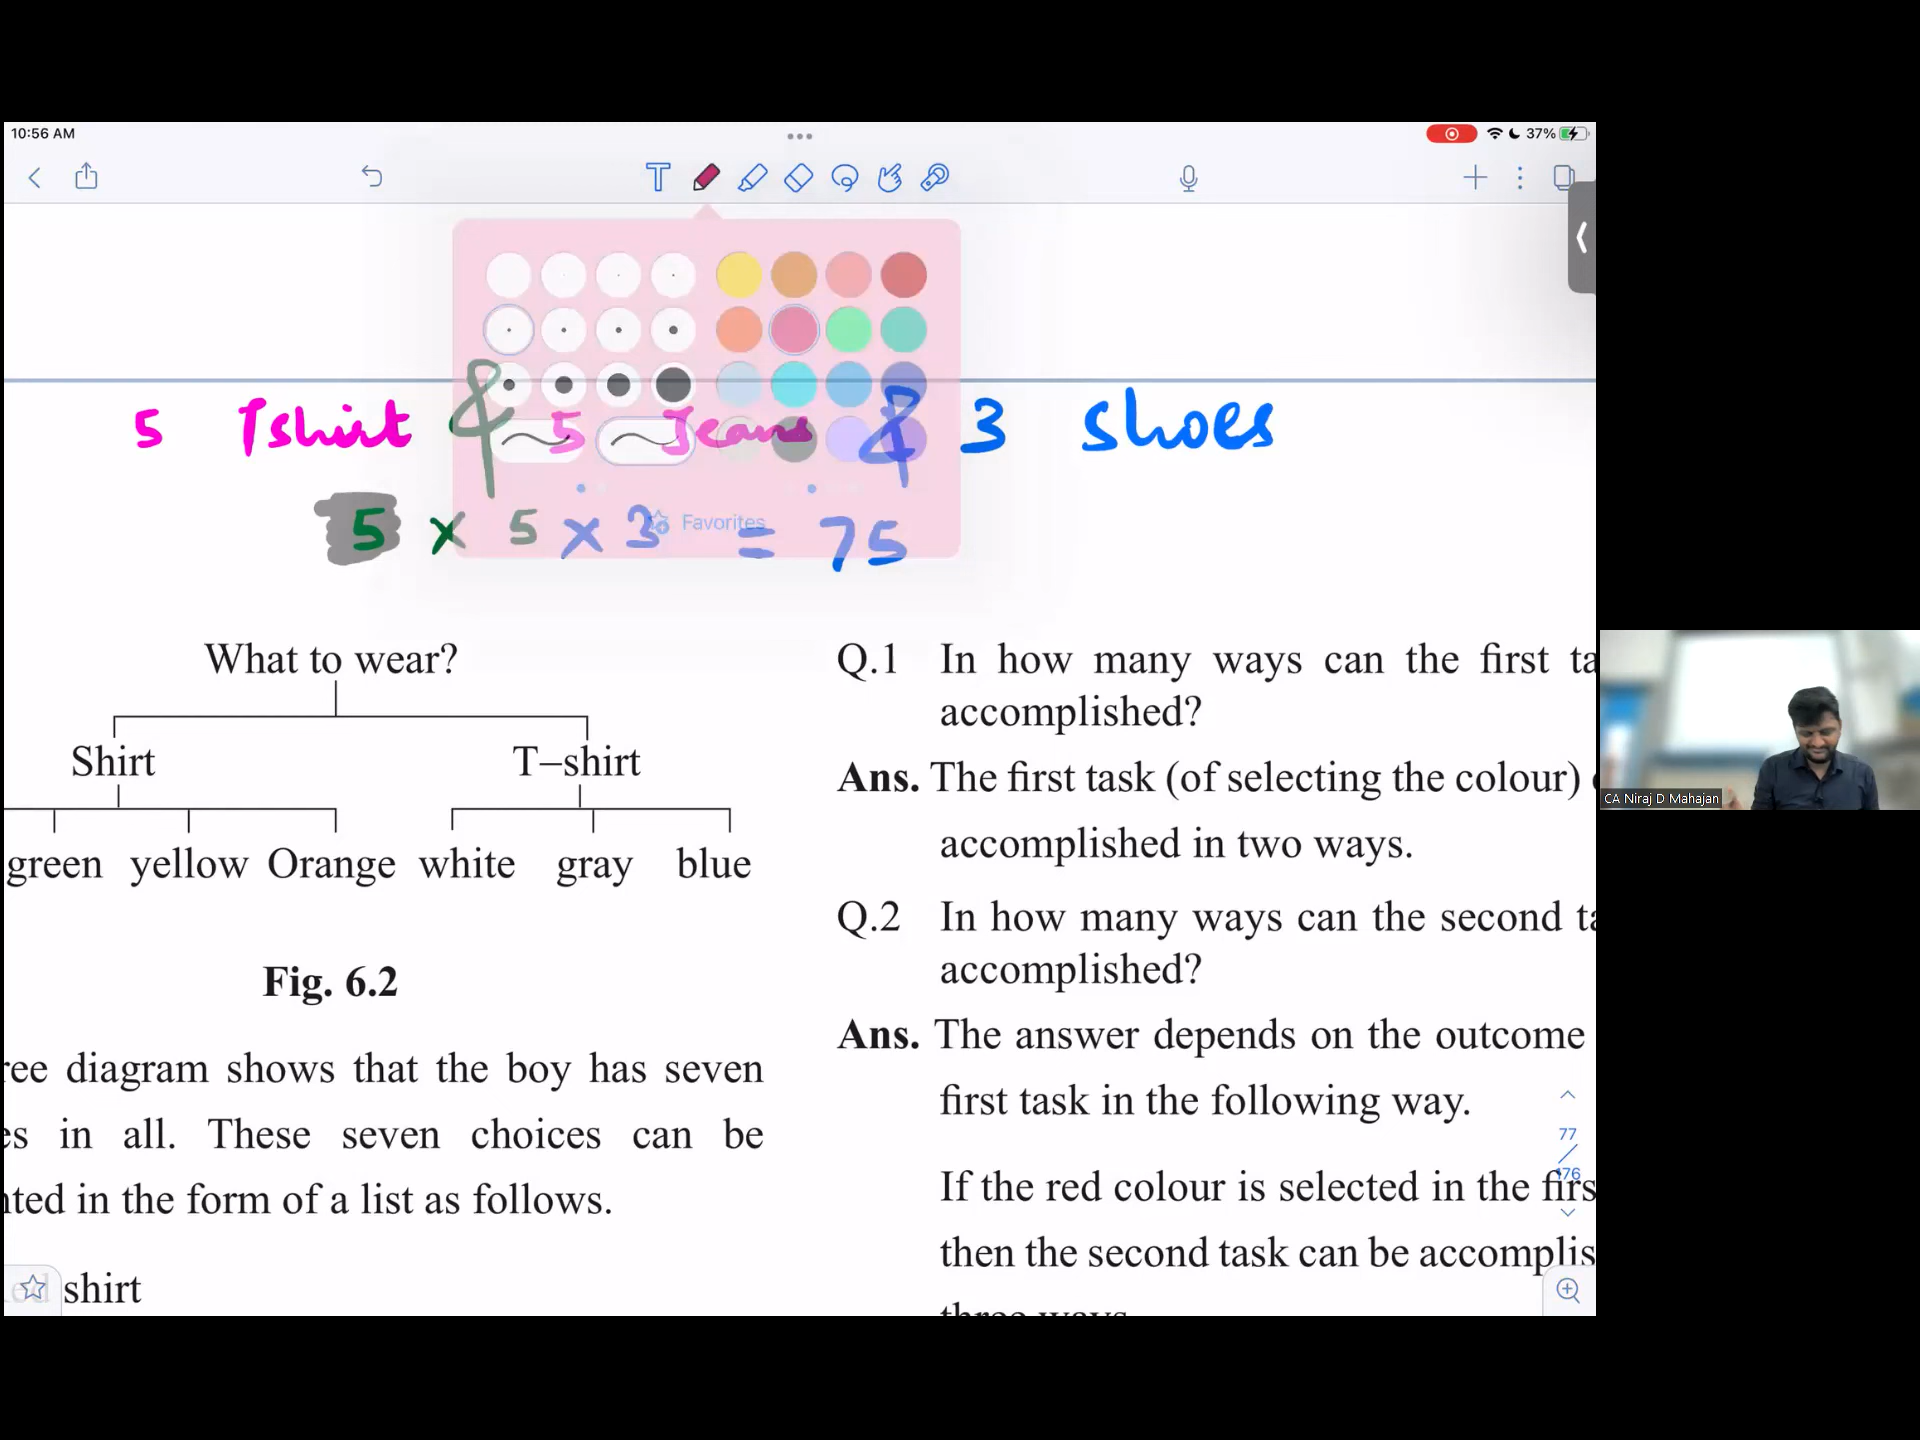 10:56 AM
37%
Favorites
5 Tshirt & 5 Jeans & 3 shoes
5 x 5 x 3 = 75
What to wear?
Shirt T–shirt
green yellow Orange white gray blue
Fig. 6.2
ree diagram shows that the boy has seven
es in all. These seven choices can be
nted in the form of a list as follows.
shirt
Q.1 In how many ways can the first ta
accomplished?
Ans. The first task (of selecting the colour)
accomplished in two ways.
Q.2 In how many ways can the second ta
accomplished?
Ans. The answer depends on the outcome
first task in the following way.
If the red colour is selected in the firs
then the second task can be accomplis
three ways
77
176
CA Niraj D Mahajan